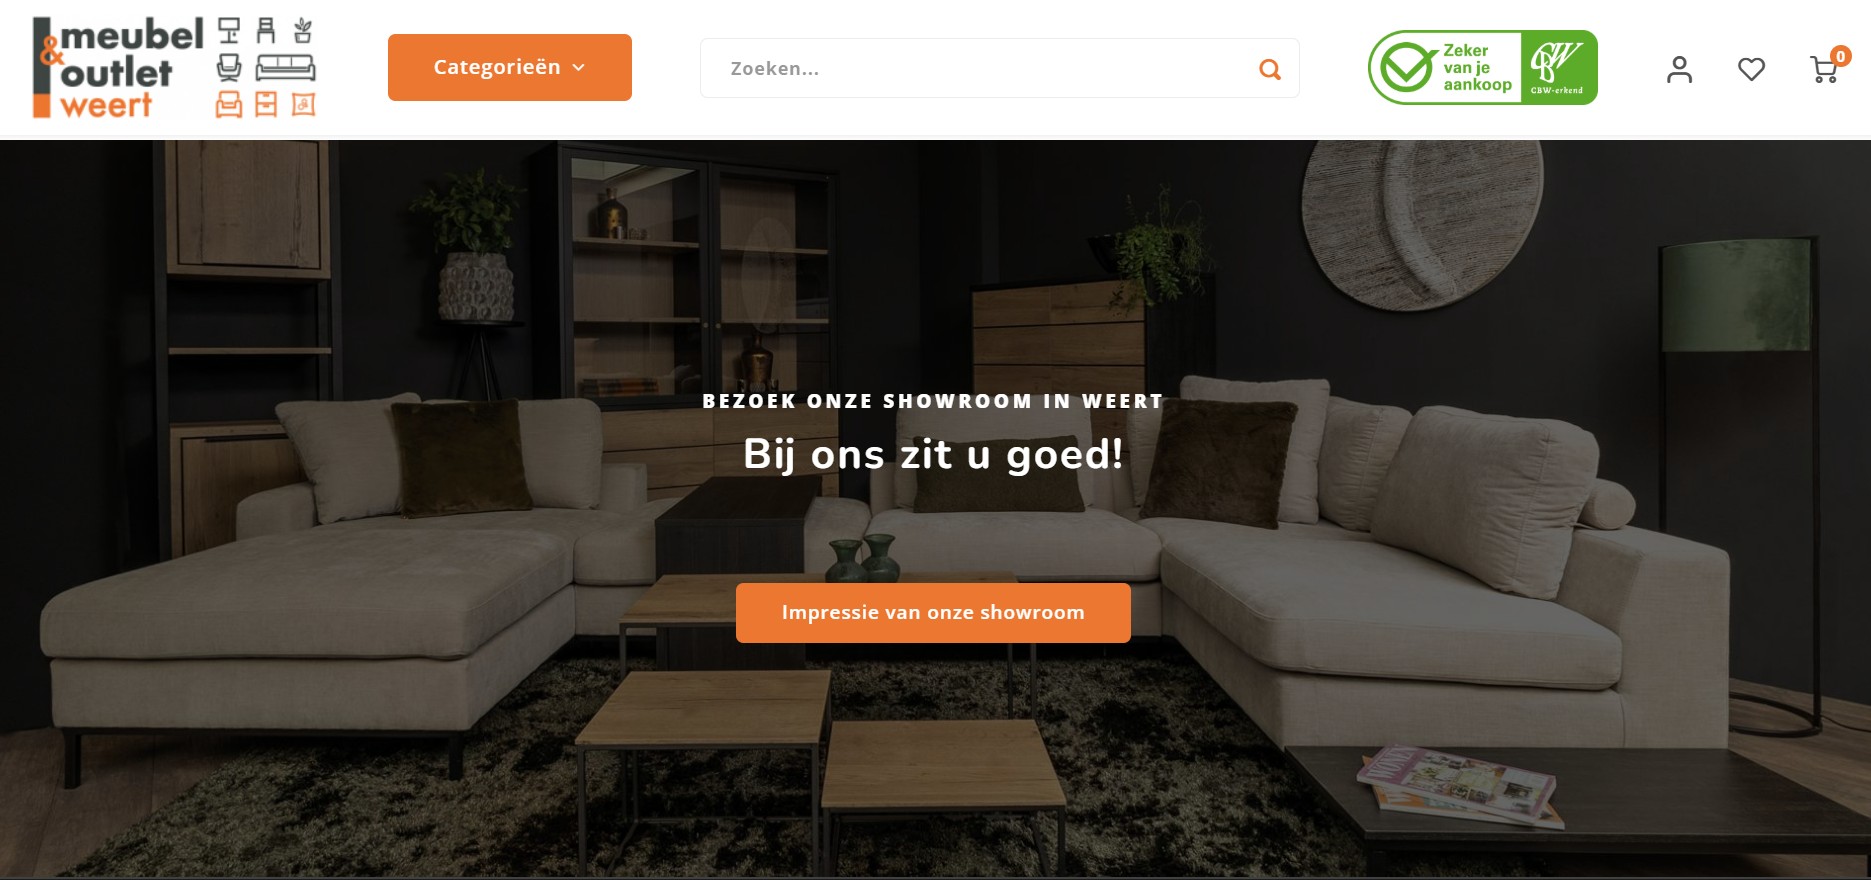 meubel
& outlet
weert
Categorieën
Zoeken...
Zeker
van je
aankoop
CBW
CBW-erkend
0
BEZOEK ONZE SHOWROOM IN WEERT
Bij ons zit u goed!
Impressie van onze showroom